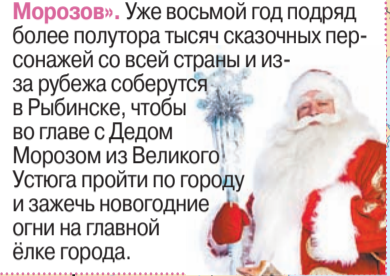 Морозов». Уже восьмой год подряд
более полутора тысяч сказочных пер-
сонажей со всей страны и из-
за рубежа соберутся
в Рыбинске, чтобы
во главе с Дедом
Морозом из Великого
Устюга пройти по городу
и зажечь новогодние
огни на главной
ёлке города.